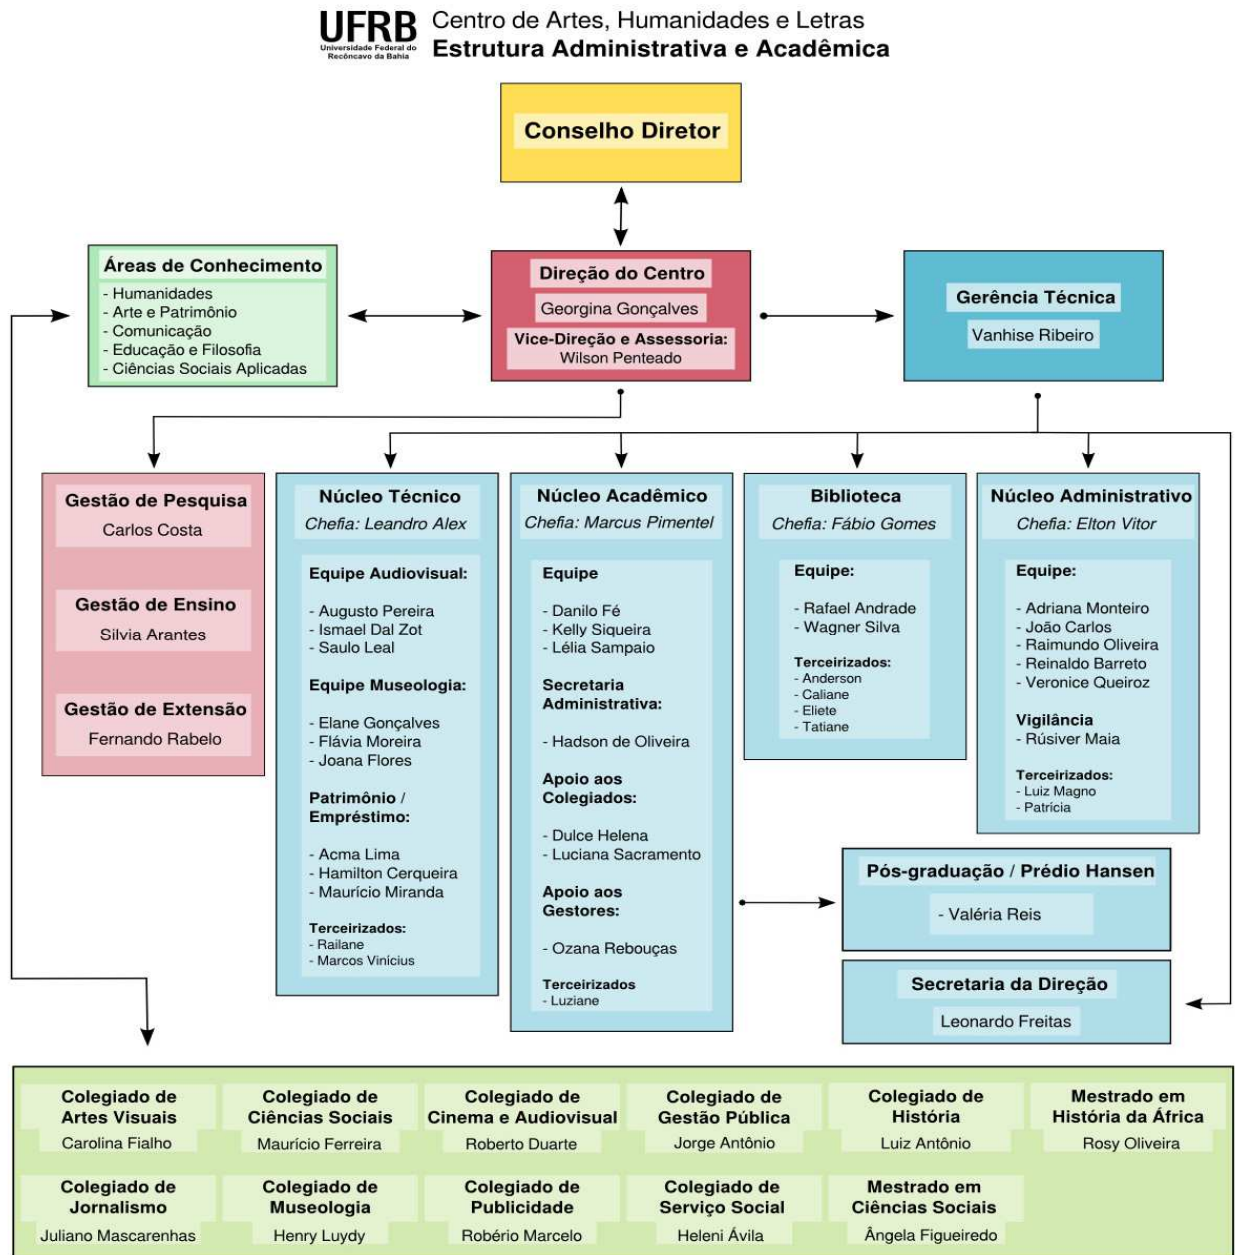 UFRB
Universidade Federal do
Recôncavo da Bahia
Centro de Artes, Humanidades e Letras
Estrutura Administrativa e Acadêmica
Conselho Diretor
Áreas de Conhecimento
- Humanidades
- Arte e Patrimônio
- Comunicação
- Educação e Filosofia
- Ciências Sociais Aplicadas
Direção do Centro
Georgina Gonçalves
Vice-Direção e Assessoria:
Wilson Penteado
Gerência Técnica
Vanhise Ribeiro
Gestão de Pesquisa
Carlos Costa
Gestão de Ensino
Silvia Arantes
Gestão de Extensão
Fernando Rabelo
Núcleo Técnico
Chefia: Leandro Alex
Equipe Audiovisual:
- Augusto Pereira
- Ismael Dal Zot
- Saulo Leal
Equipe Museologia:
- Elane Gonçalves
- Flávia Moreira
- Joana Flores
Patrimônio /
Empréstimo:
- Acma Lima
- Hamilton Cerqueira
- Maurício Miranda
Terceirizados:
- Railane
- Marcos Vinícius
Núcleo Acadêmico
Chefia: Marcus Pimentel
Equipe
- Danilo Fé
- Kelly Siqueira
- Lélia Sampaio
Secretaria
Administrativa:
- Hadson de Oliveira
Apoio aos
Colegiados:
- Dulce Helena
- Luciana Sacramento
Apoio aos
Gestores:
- Ozana Rebouças
Terceirizados
- Luziane
Biblioteca
Chefia: Fábio Gomes
Equipe:
- Rafael Andrade
- Wagner Silva
Terceirizados:
- Anderson
- Caliane
- Eliete
- Tatiane
Núcleo Administrativo
Chefia: Elton Vitor
Equipe:
- Adriana Monteiro
- João Carlos
- Raimundo Oliveira
- Reinaldo Barreto
- Veronice Queiroz
Vigilância
- Rúsiver Maia
Terceirizados:
- Luiz Magno
- Patrícia
Pós-graduação / Prédio Hansen
- Valéria Reis
Secretaria da Direção
Leonardo Freitas
Colegiado de
Artes Visuais
Carolina Fialho
Colegiado de
Ciências Sociais
Maurício Ferreira
Colegiado de
Cinema e Audiovisual
Roberto Duarte
Colegiado de
Gestão Pública
Jorge Antônio
Colegiado de
História
Luiz Antônio
Mestrado em
História da África
Rosy Oliveira
Colegiado de
Jornalismo
Juliano Mascarenhas
Colegiado de
Museologia
Henry Luydy
Colegiado de
Publicidade
Robério Marcelo
Colegiado de
Serviço Social
Heleni Ávila
Mestrado em
Ciências Sociais
Ângela Figueiredo